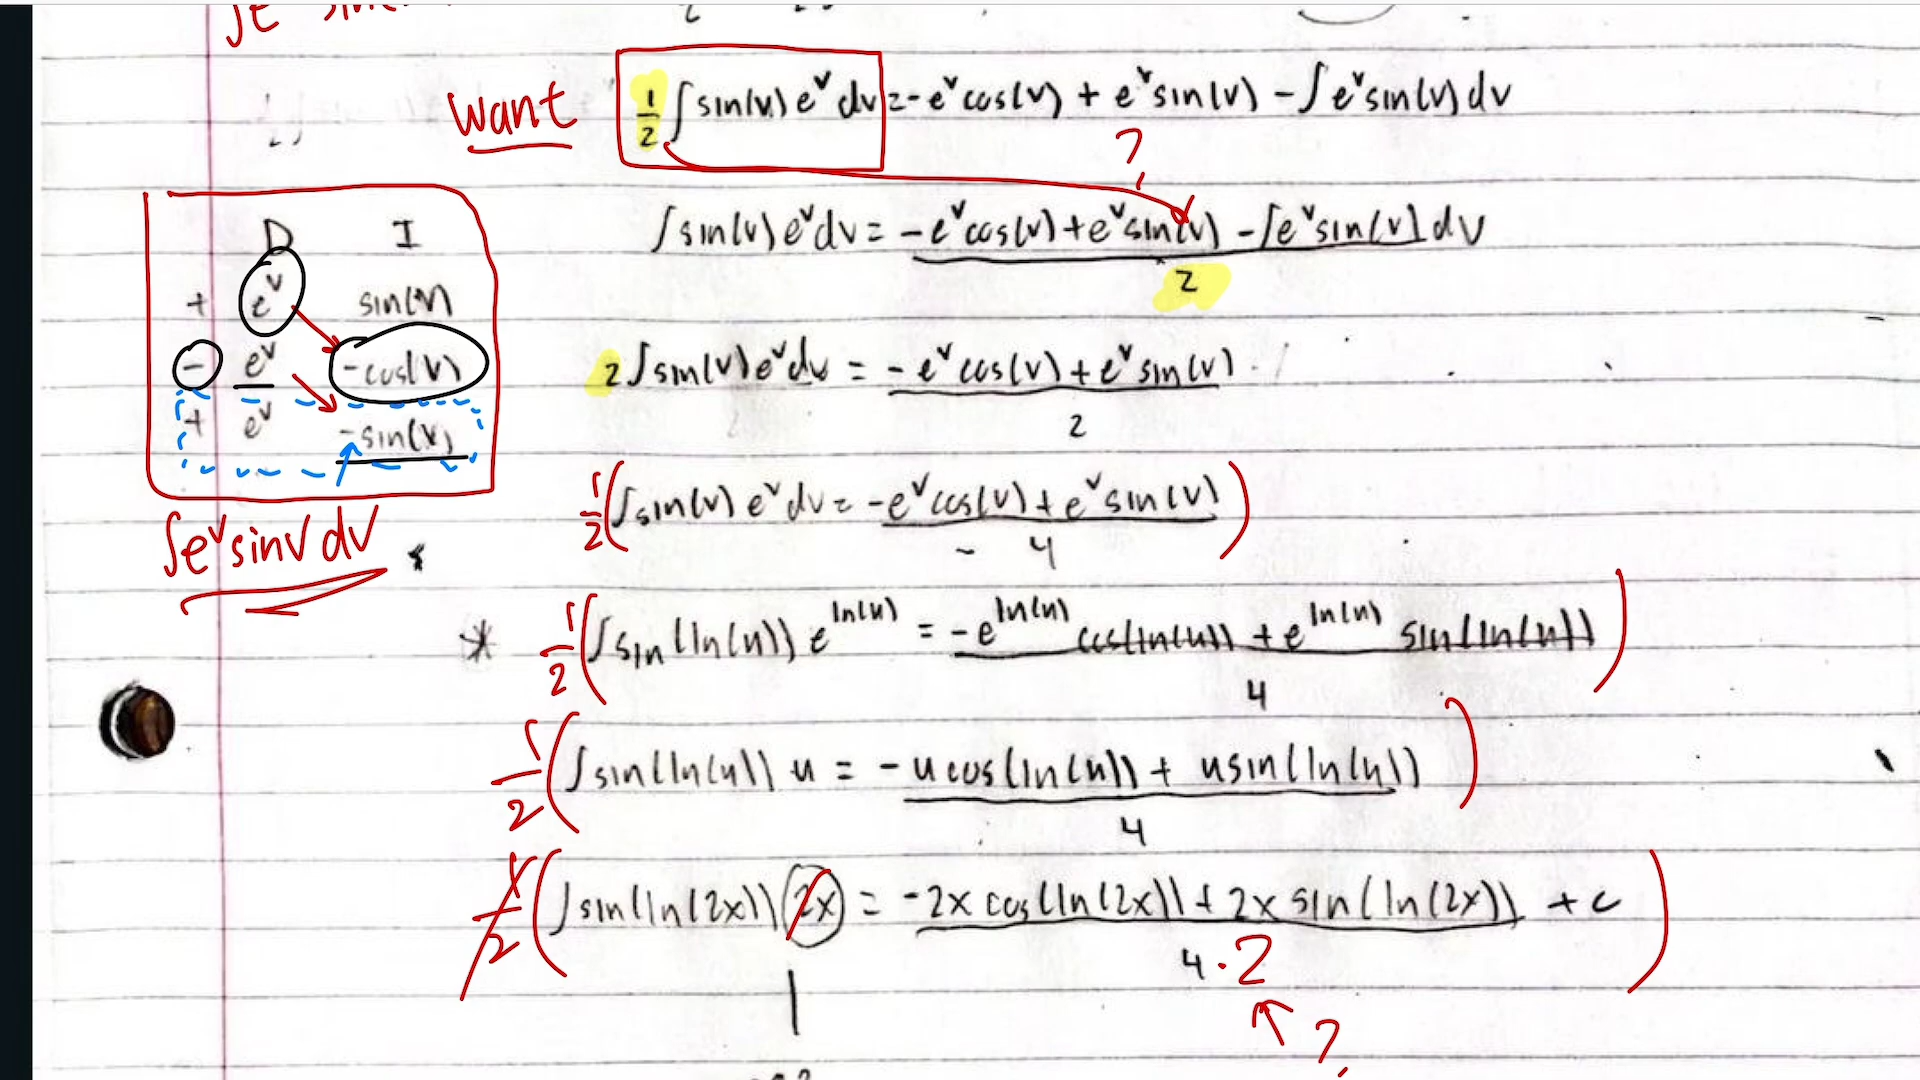 ∫e sin
Want 1/2 ∫sin(v) e^v dv = -e^v cos(v) + e^v sin(v) - ∫e^v sin(v) dv
?
∫sin(v) e^v dv = (-e^v cos(v) + e^v sin(v) - ∫e^v sin(v) dv)/2
D I
+ e^v sin(v)
- e^v -cos(v)
+ e^v -sin(v)
∫e^v sin v dv
2∫sin(v) e^v dv = (-e^v cos(v) + e^v sin(v))/2
1/2 (∫sin(v) e^v dv = (-e^v cos(v) + e^v sin(v))/4)
* 1/2 (∫sin(ln(u)) e^ln(u) = (-e^ln(u) cos(ln(u)) + e^ln(u) sin(ln(u)))/4)
1/2 (∫sin(ln(u)) u = (-u cos(ln(u)) + u sin(ln(u)))/4)
1/2 (∫sin(ln(2x)) 2x = (-2x cos(ln(2x)) + 2x sin(ln(2x)))/(4·2) + c)
1
↑ ?